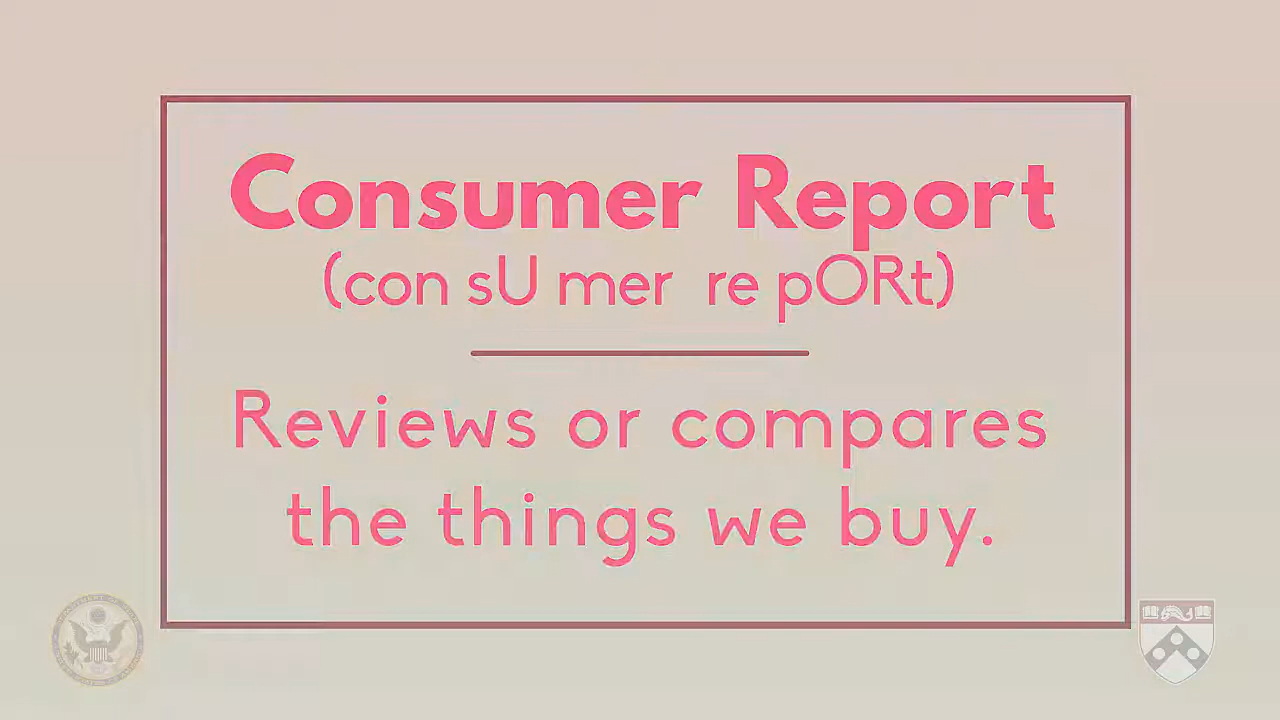 Consumer Report
(con sU mer re pORt)
Reviews or compares
the things we buy.